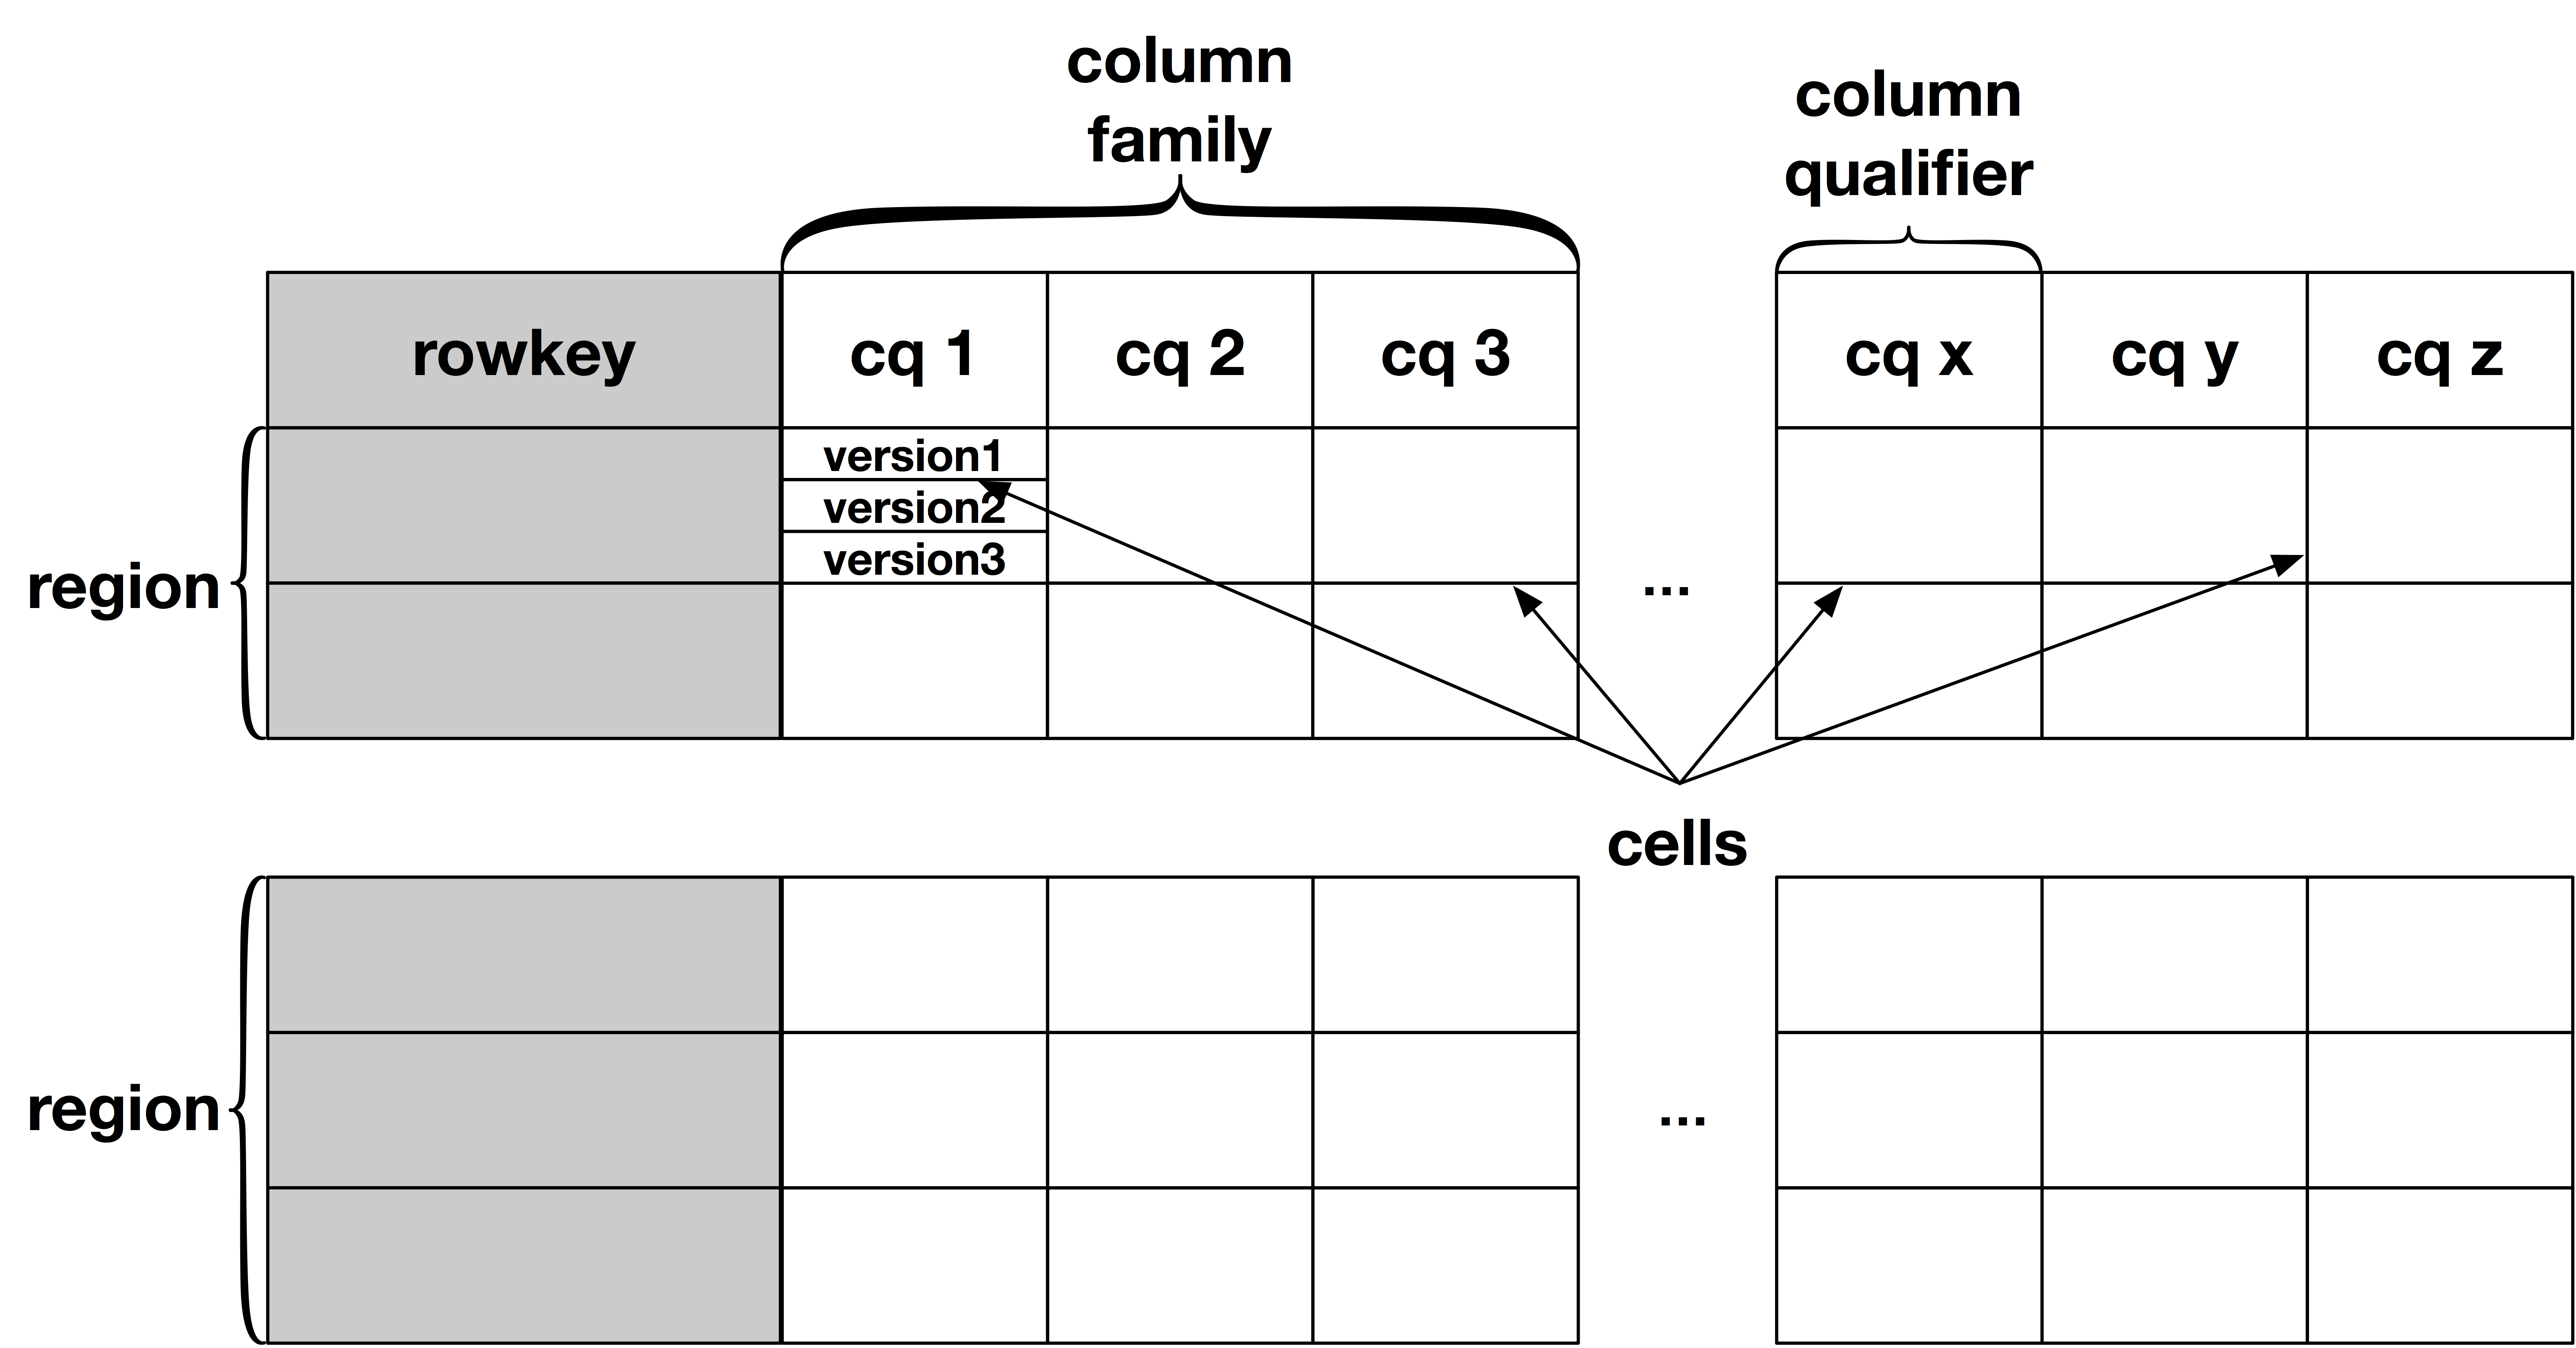 column
family
column
qualifier
rowkey
cq 1
cq 2
cq 3
cq x
cq y
cq z
version1
version2
version3
region
...
cells
region
...